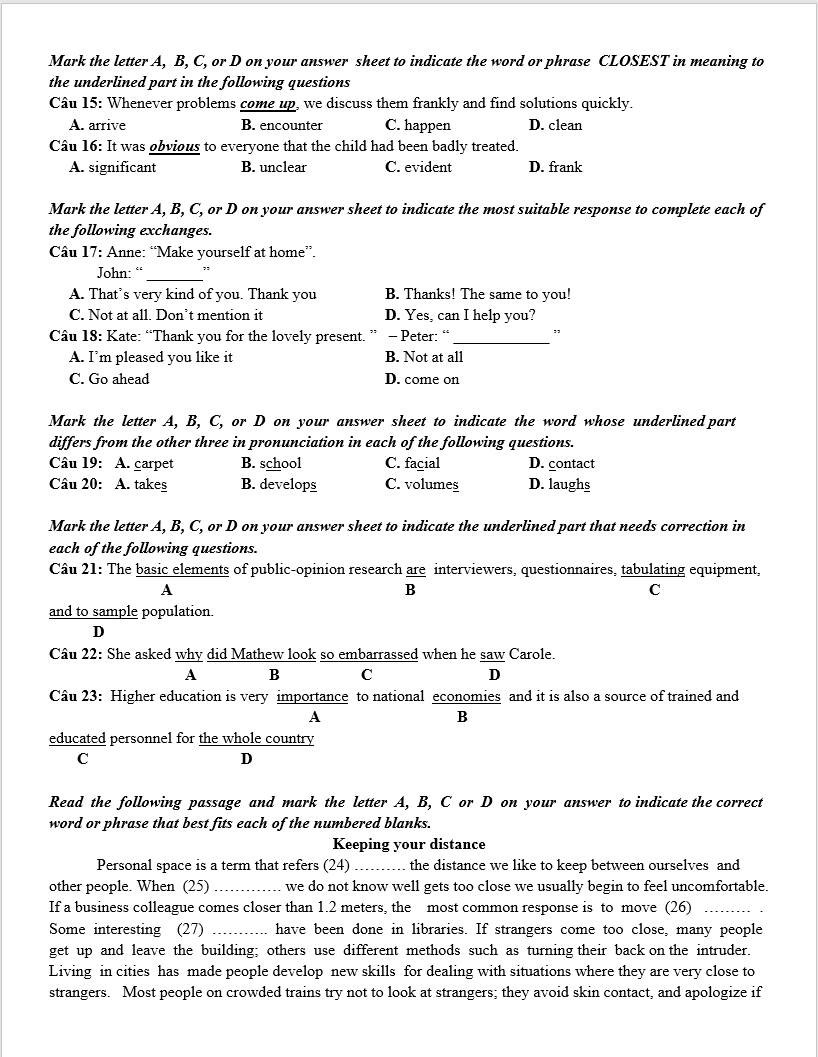 Mark the letter A, B, C, or D on your answer sheet to indicate the word or phrase CLOSEST in meaning to
the underlined part in the following questions
Câu 15: Whenever problems come up, we discuss them frankly and find solutions quickly.
A. arrive B. encounter C. happen D. clean
Câu 16: It was obvious to everyone that the child had been badly treated.
A. significant B. unclear C. evident D. frank
Mark the letter A, B, C, or D on your answer sheet to indicate the most suitable response to complete each of
the following exchanges.
Câu 17: Anne: “Make yourself at home”.
John: “ _______”
A. That’s very kind of you. Thank you B. Thanks! The same to you!
C. Not at all. Don’t mention it D. Yes, can I help you?
Câu 18: Kate: “Thank you for the lovely present. ” – Peter: “ ____________ ”
A. I’m pleased you like it B. Not at all
C. Go ahead D. come on
Mark the letter A, B, C, or D on your answer sheet to indicate the word whose underlined part
differs from the other three in pronunciation in each of the following questions.
Câu 19: A. carpet B. school C. facial D. contact
Câu 20: A. takes B. develops C. volumes D. laughs
Mark the letter A, B, C, or D on your answer sheet to indicate the underlined part that needs correction in
each of the following questions.
Câu 21: The basic elements of public-opinion research are interviewers, questionnaires, tabulating equipment,
A B C
and to sample population.
D
Câu 22: She asked why did Mathew look so embarrassed when he saw Carole.
A B C D
Câu 23: Higher education is very importance to national economies and it is also a source of trained and
A B
educated personnel for the whole country
C D
Read the following passage and mark the letter A, B, C or D on your answer to indicate the correct
word or phrase that best fits each of the numbered blanks.
Keeping your distance
Personal space is a term that refers (24) ………. the distance we like to keep between ourselves and
other people. When (25) …………. we do not know well gets too close we usually begin to feel uncomfortable.
If a business colleague comes closer than 1.2 meters, the most common response is to move (26) ……… .
Some interesting (27) ……….. have been done in libraries. If strangers come too close, many people
get up and leave the building; others use different methods such as turning their back on the intruder.
Living in cities has made people develop new skills for dealing with situations where they are very close to
strangers. Most people on crowded trains try not to look at strangers; they avoid skin contact, and apologize if